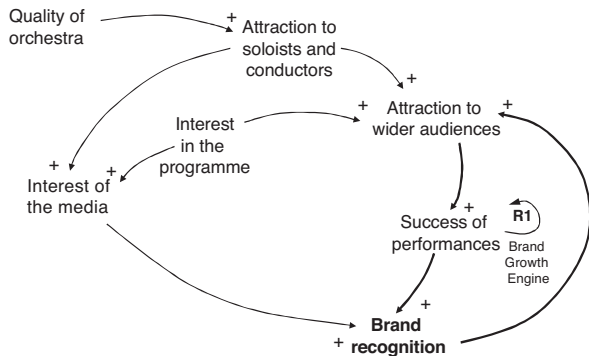 Quality of
orchestra
+
Attraction to
soloists and
conductors
+
+
Attraction to
wider audiences
+
Interest
in the
programme
+
+
Interest of
the media
+
Success of
performances
R1
Brand
Growth
Engine
+
+
Brand
recognition